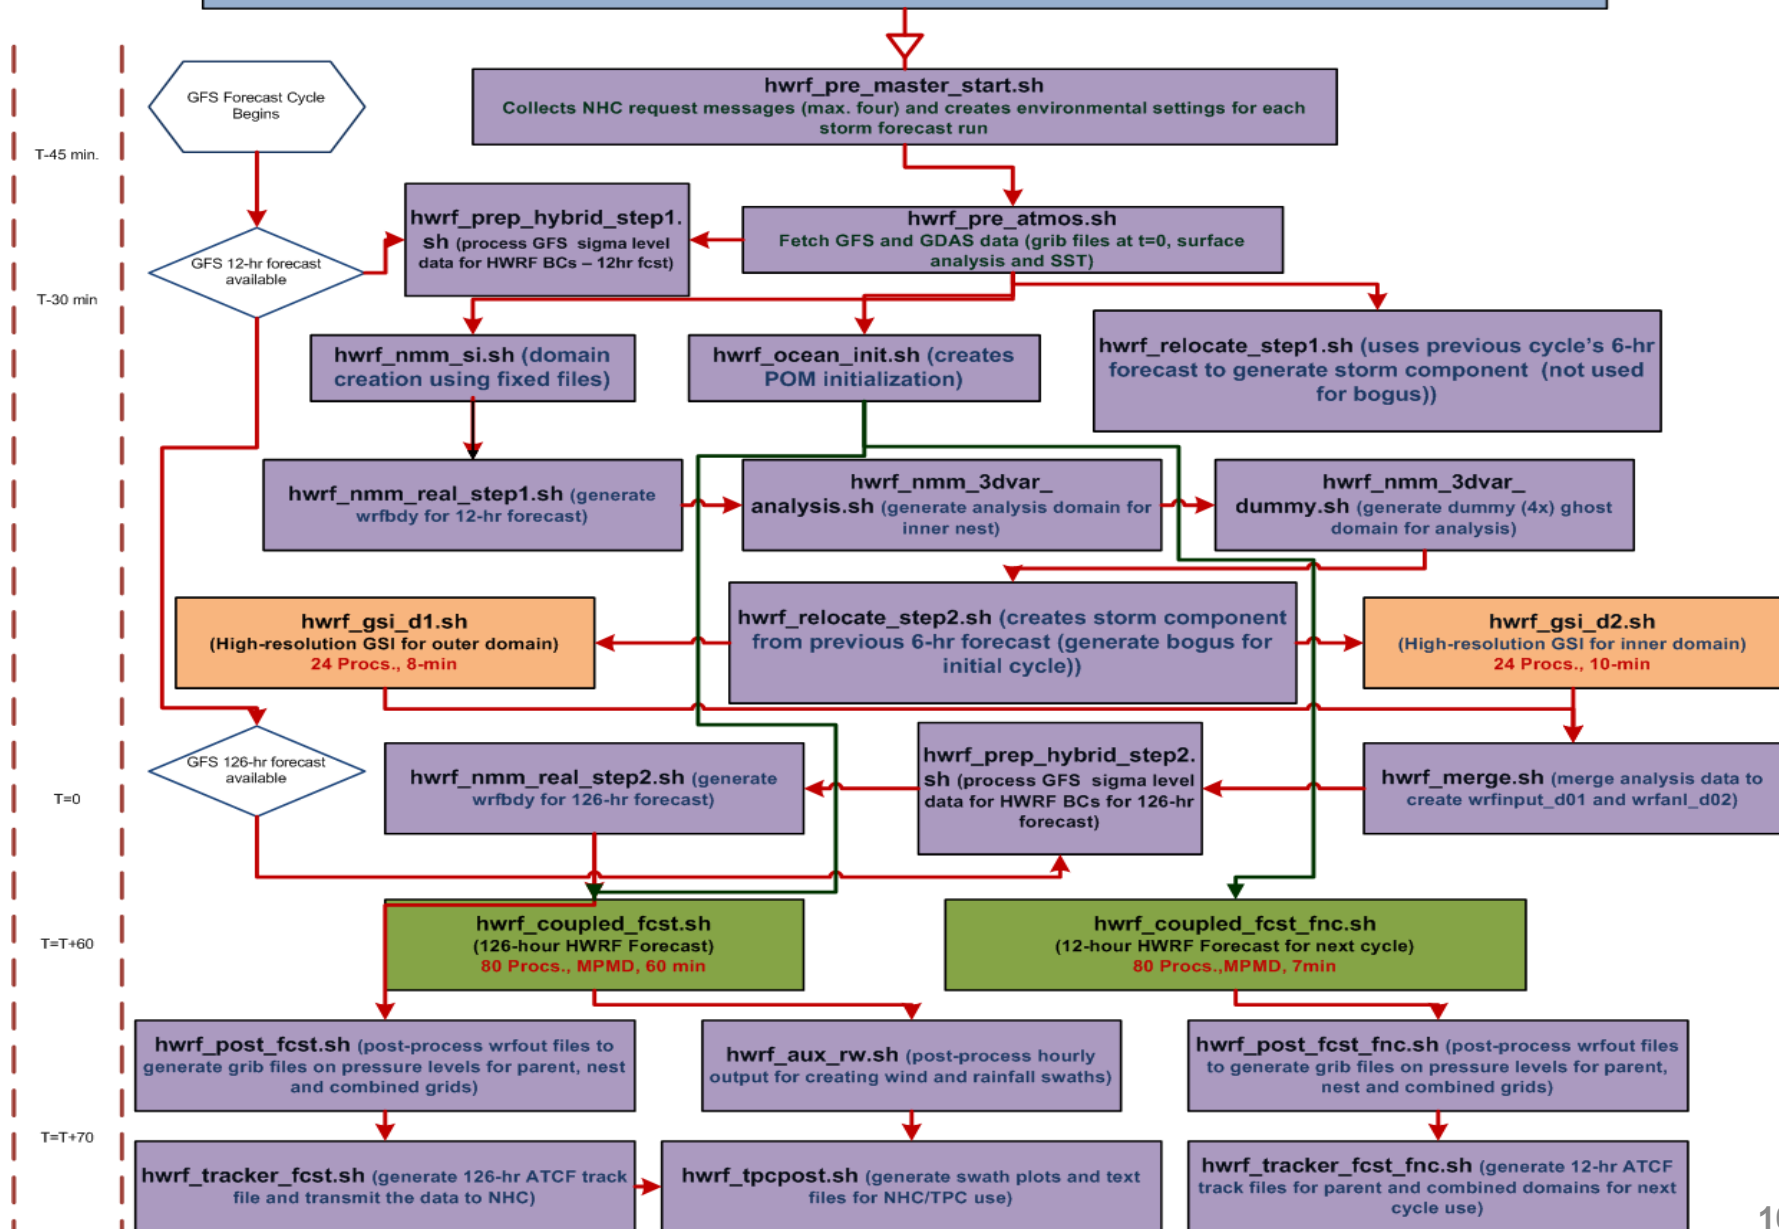 hwrf_pre_master_start.sh
Collects NHC request messages (max. four) and creates environmental settings for each
storm forecast run
GFS Forecast Cycle
Begins
T-45 min.
hwrf_prep_hybrid_step1.
sh (process GFS sigma level
data for HWRF BCs – 12hr fcst)
hwrf_pre_atmos.sh
Fetch GFS and GDAS data (grib files at t=0, surface
analysis and SST)
GFS 12-hr forecast
available
T-30 min
hwrf_nmm_si.sh (domain
creation using fixed files)
hwrf_ocean_init.sh (creates
POM initialization)
hwrf_relocate_step1.sh (uses previous cycle's 6-hr
forecast to generate storm component (not used
for bogus))
hwrf_nmm_real_step1.sh (generate
wrfbdy for 12-hr forecast)
hwrf_nmm_3dvar_
analysis.sh (generate analysis domain for
inner nest)
hwrf_nmm_3dvar_
dummy.sh (generate dummy (4x) ghost
domain for analysis)
hwrf_gsi_d1.sh
(High-resolution GSI for outer domain)
24 Procs., 8-min
hwrf_relocate_step2.sh (creates storm component
from previous 6-hr forecast (generate bogus for
initial cycle))
hwrf_gsi_d2.sh
(High-resolution GSI for inner domain)
24 Procs., 10-min
GFS 126-hr forecast
available
T=0
hwrf_nmm_real_step2.sh (generate
wrfbdy for 126-hr forecast)
hwrf_prep_hybrid_step2.
sh (process GFS sigma level
data for HWRF BCs for 126-hr
forecast)
hwrf_merge.sh (merge analysis data to
create wrfinput_d01 and wrfanl_d02)
T=T+60
hwrf_coupled_fcst.sh
(126-hour HWRF Forecast)
80 Procs., MPMD, 60 min
hwrf_coupled_fcst_fnc.sh
(12-hour HWRF Forecast for next cycle)
80 Procs.,MPMD, 7min
hwrf_post_fcst.sh (post-process wrfout files to
generate grib files on pressure levels for parent, nest
and combined grids)
hwrf_aux_rw.sh (post-process hourly
output for creating wind and rainfall swaths)
hwrf_post_fcst_fnc.sh (post-process wrfout files
to generate grib files on pressure levels for parent,
nest and combined grids)
T=T+70
hwrf_tracker_fcst.sh (generate 126-hr ATCF track
file and transmit the data to NHC)
hwrf_tpcpost.sh (generate swath plots and text
files for NHC/TPC use)
hwrf_tracker_fcst_fnc.sh (generate 12-hr ATCF
track files for parent and combined domains for next
cycle use)